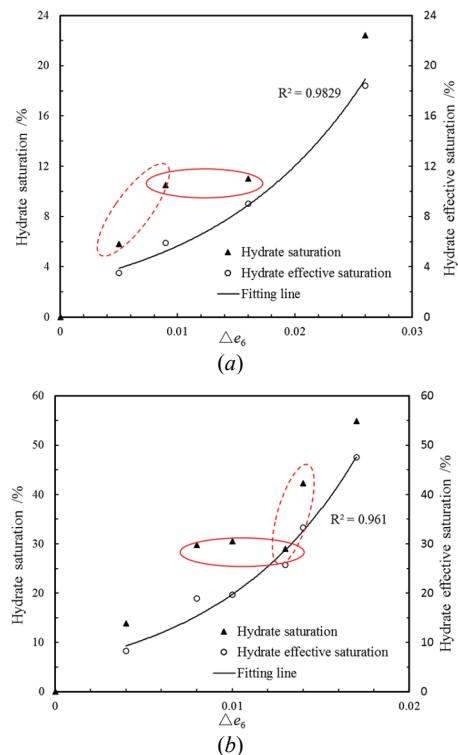 24
20
16
12
8
4
0
Hydrate saturation /%
R² = 0.9829
▲ Hydrate saturation
○ Hydrate effective saturation
— Fitting line
24
20
16
12
8
4
0
Hydrate effective saturation /%
0 0.01 0.02 0.03
△e₆
(a)
60
50
40
30
20
10
0
Hydrate saturation /%
R² = 0.961
▲ Hydrate saturation
○ Hydrate effective saturation
— Fitting line
60
50
40
30
20
10
0
Hydrate effective saturation /%
0 0.01 0.02
△e₆
(b)